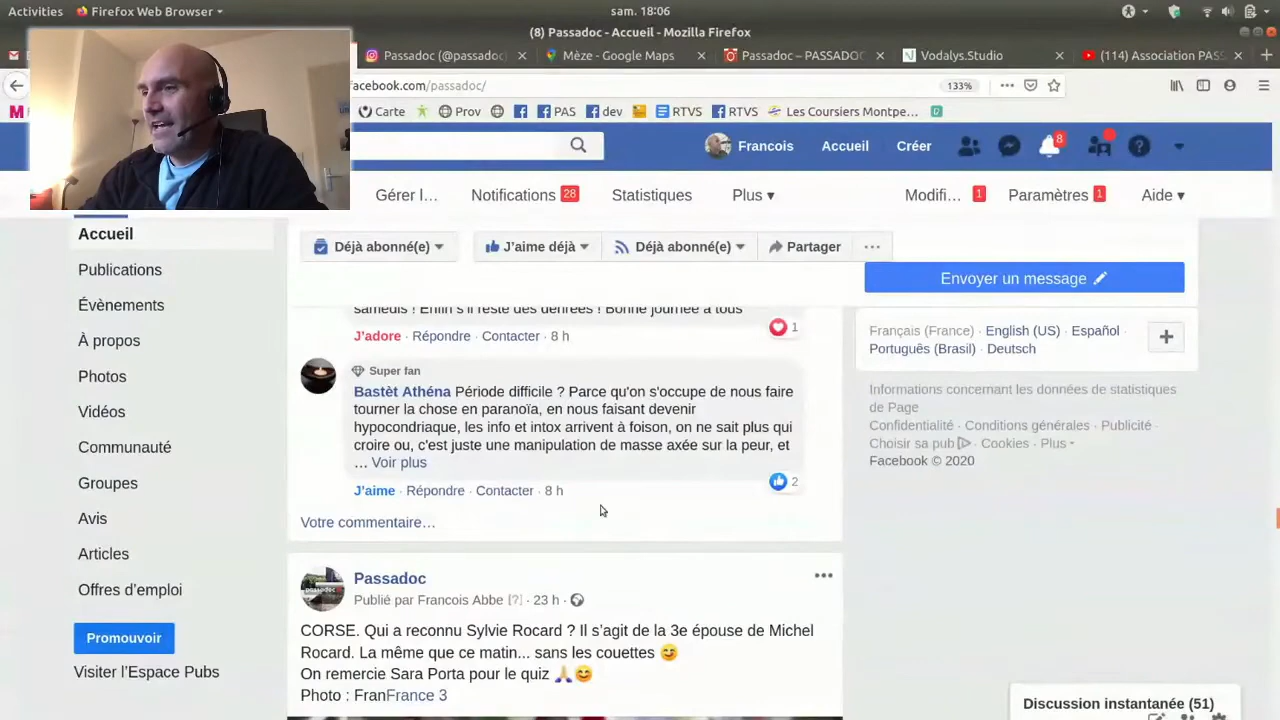 Activities Firefox Web Browser sam. 18:06
(8) Passadoc - Accueil - Mozilla Firefox
Passadoc (@passadoc) Mèze - Google Maps Passadoc – PASSADOC Vodalys.Studio (114) Association PAS
facebook.com/passadoc/ 133%
Carte Prov PAS dev RTVS RTVS Les Coursiers Montpe…
Francois Accueil Créer 8
Gérer l… Notifications 28 Statistiques Plus Modifi… 1 Paramètres 1 Aide
Accueil
Publications
Évènements
À propos
Photos
Vidéos
Communauté
Groupes
Avis
Articles
Offres d'emploi
Promouvoir
Visiter l'Espace Pubs
Déjà abonné(e) J'aime déjà Déjà abonné(e) Partager ...
Envoyer un message
samedis ! Enfin s'il reste des denrées ! Bonne journée à tous
J'adore · Répondre · Contacter · 8 h 1
Super fan
Bastèt Athéna Période difficile ? Parce qu'on s'occupe de nous faire
tourner la chose en paranoïa, en nous faisant devenir
hypocondriaque, les info et intox arrivent à foison, on ne sait plus qui
croire ou, c'est juste une manipulation de masse axée sur la peur, et
… Voir plus
J'aime · Répondre · Contacter · 8 h 2
Votre commentaire…
Passadoc
Publié par Francois Abbe [?] · 23 h ·
CORSE. Qui a reconnu Sylvie Rocard ? Il s'agit de la 3e épouse de Michel
Rocard. La même que ce matin... sans les couettes 😅
On remercie Sara Porta pour le quiz 🙏😊
Photo : FranFrance 3
Français (France) · English (US) · Español ·
Português (Brasil) · Deutsch
Informations concernant les données de statistiques
de Page
Confidentialité · Conditions générales · Publicité ·
Choisir sa pub · Cookies · Plus
Facebook © 2020
Discussion instantanée (51)